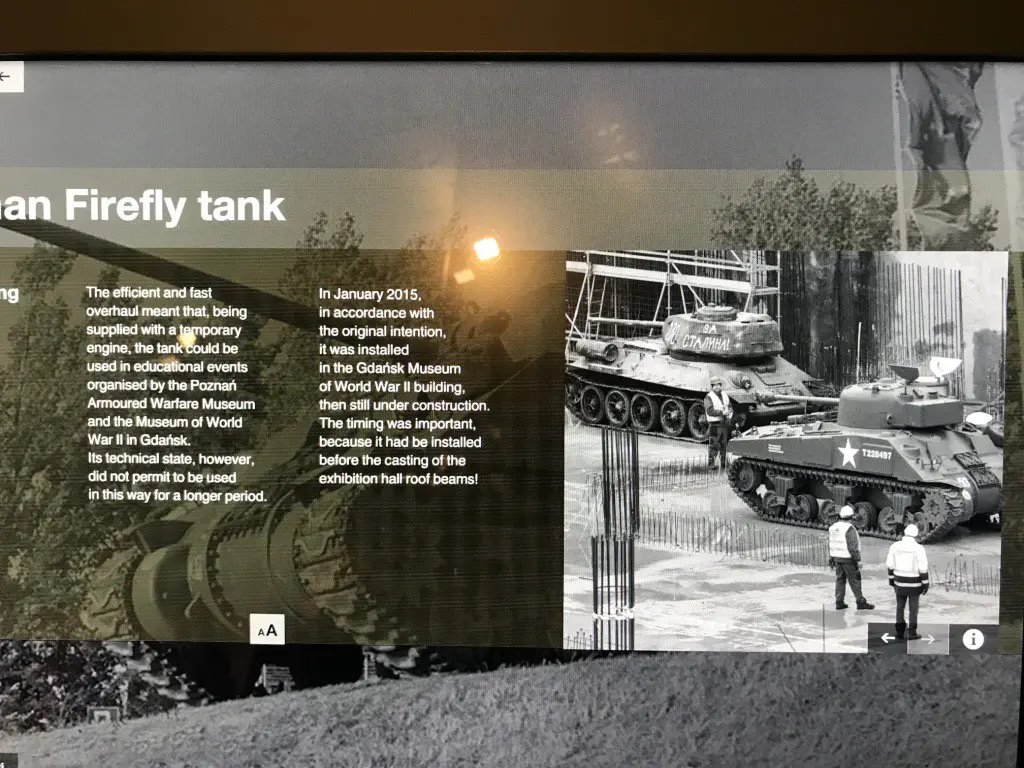 an Firefly tank
ng
The efficient and fast
overhaul meant that, being
supplied with a temporary
engine, the tank could be
used in educational events
organised by the Poznań
Armoured Warfare Museum
and the Museum of World
War II in Gdańsk.
Its technical state, however,
did not permit to be used
in this way for a longer period.
In January 2015,
in accordance with
the original intention,
it was installed
in the Gdańsk Museum
of World War II building,
then still under construction.
The timing was important,
because it had be installed
before the casting of the
exhibition hall roof beams!
ЗА
СТАЛИНА!
T228497
AA
i